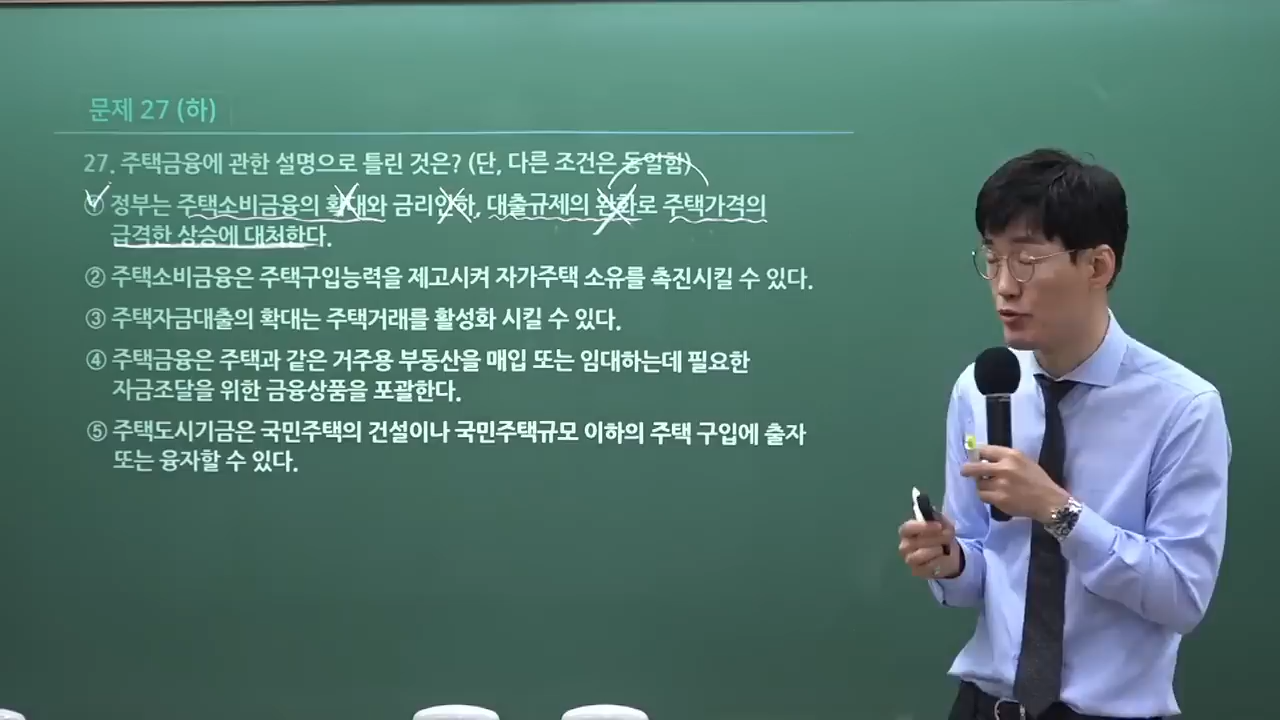 문제 27 (하)
27. 주택금융에 관한 설명으로 틀린 것은? (단, 다른 조건은 동일함)
① 정부는 주택소비금융의 확대와 금리인하, 대출규제의 완화로 주택가격의
급격한 상승에 대처한다.
② 주택소비금융은 주택구입능력을 제고시켜 자가주택 소유를 촉진시킬 수 있다.
③ 주택자금대출의 확대는 주택거래를 활성화 시킬 수 있다.
④ 주택금융은 주택과 같은 거주용 부동산을 매입 또는 임대하는데 필요한
자금조달을 위한 금융상품을 포괄한다.
⑤ 주택도시기금은 국민주택의 건설이나 국민주택규모 이하의 주택 구입에 출자
또는 융자할 수 있다.